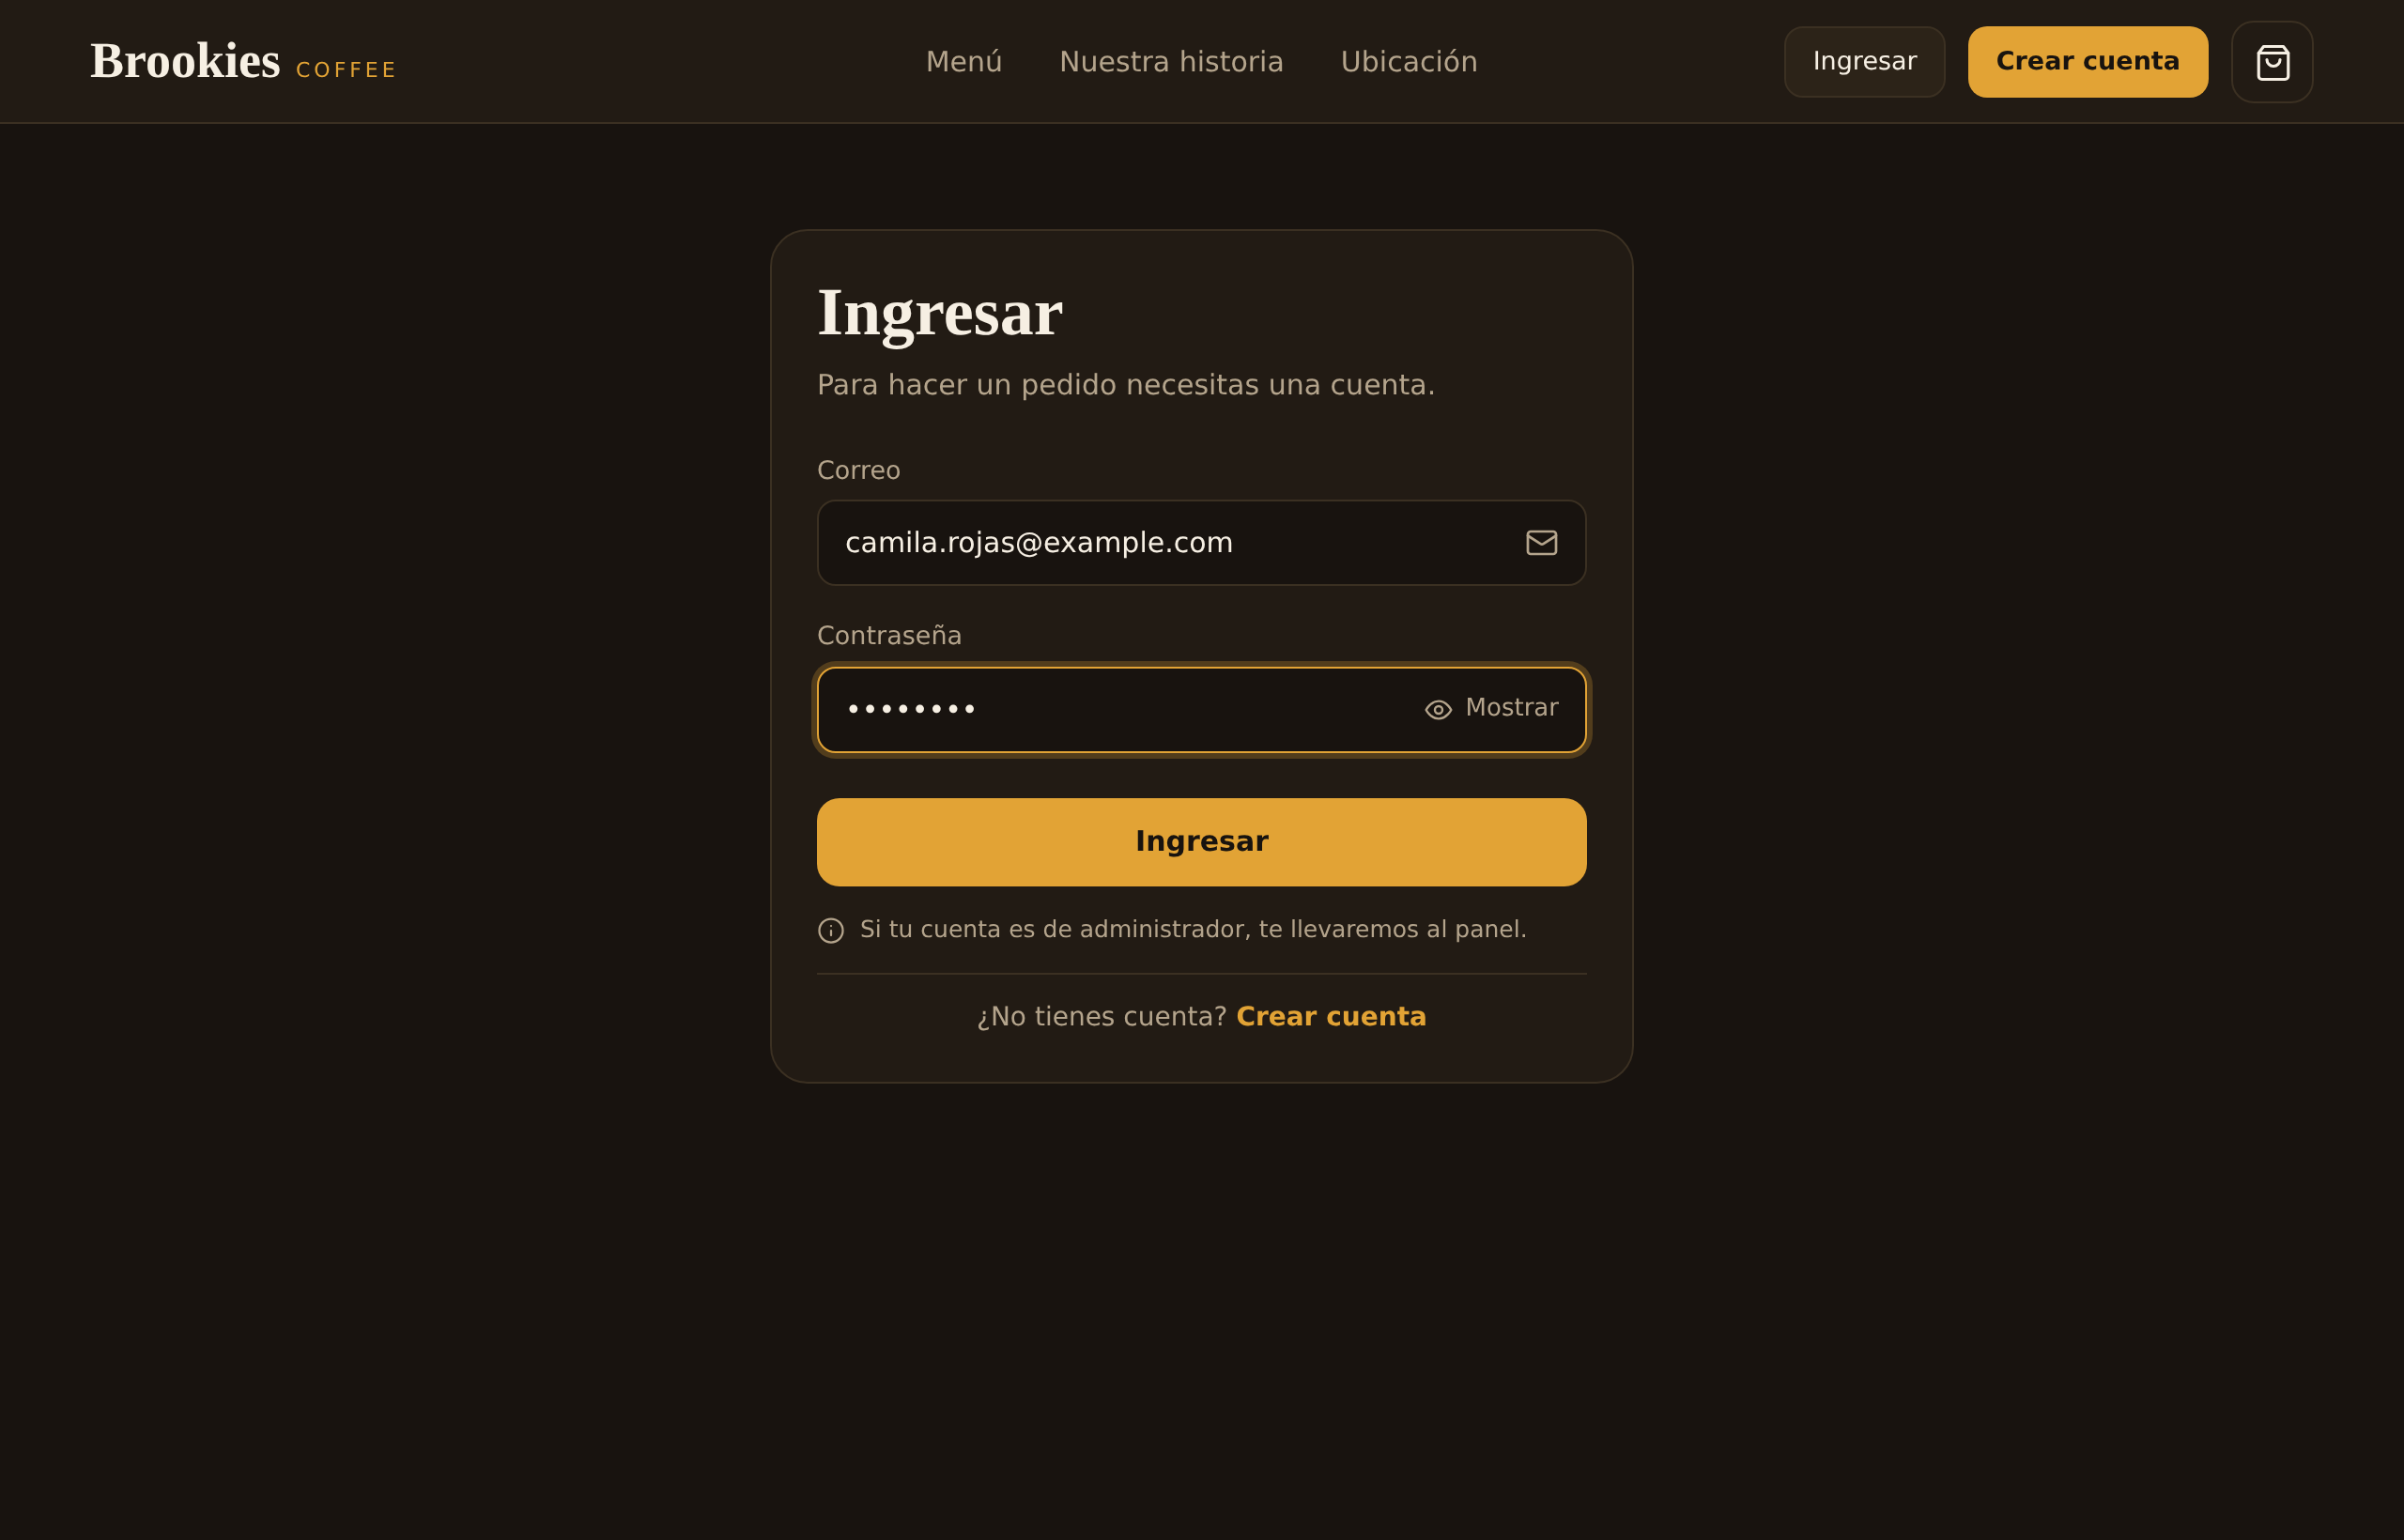 Brookies COFFEE
Menú Nuestra historia Ubicación
Ingresar Crear cuenta
Ingresar
Para hacer un pedido necesitas una cuenta.
Correo
camila.rojas@example.com
Contraseña
•••••••• Mostrar
Ingresar
Si tu cuenta es de administrador, te llevaremos al panel.
¿No tienes cuenta? Crear cuenta